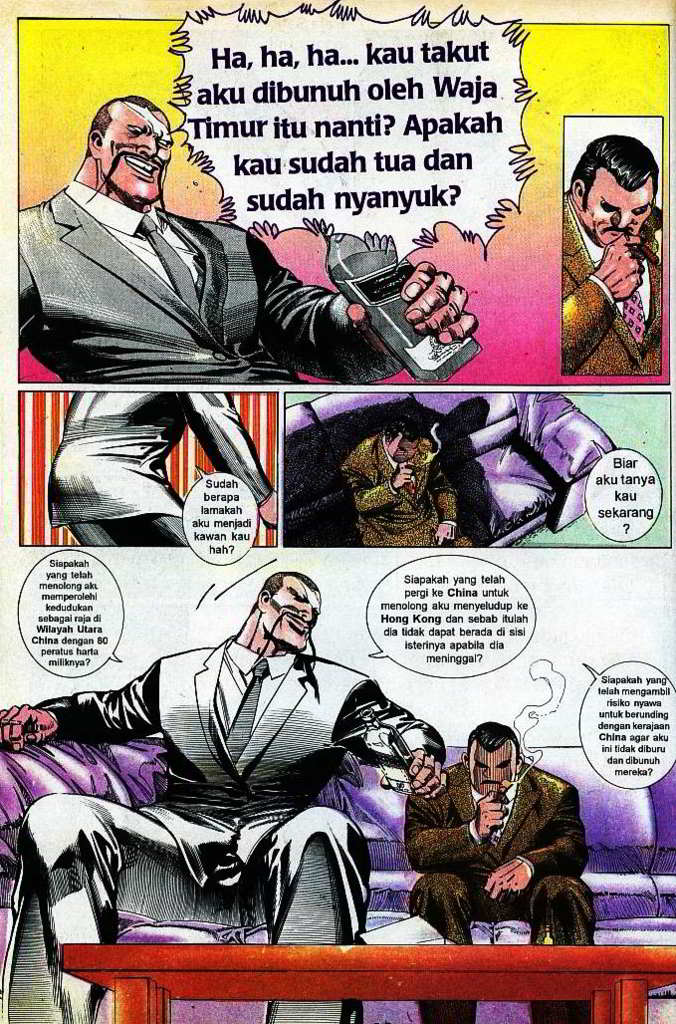 Ha, ha, ha... kau takut
aku dibunuh oleh Waja
Timur itu nanti? Apakah
kau sudah tua dan
sudah nyanyuk?
Sudah
berapa
lamakah
aku menjadi
kawan kau
hah?
Biar
aku tanya
kau
sekarang
?
Siapakah
yang telah
menolong aku
memperolehi
kedudukan
sebagai raja di
Wilayah Utara
China dengan 80
peratus harta
miliknya?
Siapakah yang telah
pergi ke China untuk
menolong aku menyeludup ke
Hong Kong dan sebab itulah
dia tidak dapat berada di sisi
isterinya apabila dia
meninggal?
Siapakah yang
telah mengambil
risiko nyawa
untuk berunding
dengan kerajaan
China agar aku
ini tidak diburu
dan dibunuh
mereka?